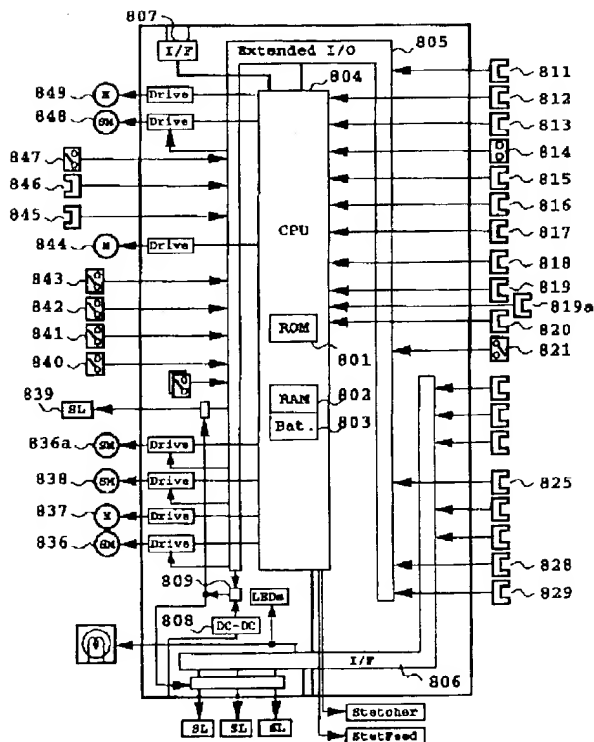 807
I/F
Extended I/O
805
804
811
849
M
Drive
812
848
SM
Drive
813
847
814
846
815
845
816
CPU
817
844
M
Drive
818
843
819
842
819a
841
820
ROM
801
821
840
839
SL
RAM
802
Bat.
803
836a
SM
Drive
838
SM
Drive
825
837
M
Drive
836
SM
Drive
828
809
LEDs
829
808
DC-DC
I/F
806
SL
SL
SL
Stetcher
StetFeed